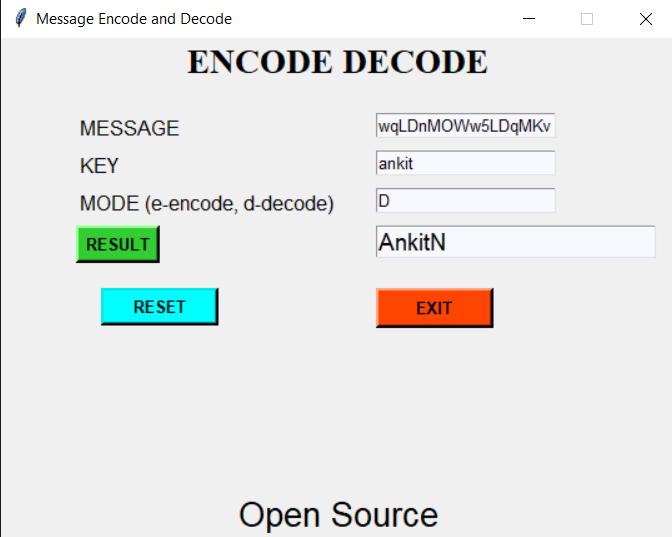 Message Encode and Decode
ENCODE DECODE
MESSAGE wqLDnMOWw5LDqMKv
KEY ankit
MODE (e-encode, d-decode) D
RESULT AnkitN
RESET EXIT
Open Source